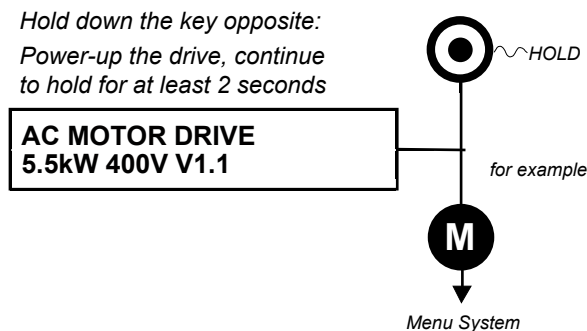 Hold down the key opposite:
Power-up the drive, continue
to hold for at least 2 seconds
HOLD
AC MOTOR DRIVE
5.5kW 400V V1.1
for example
M
Menu System